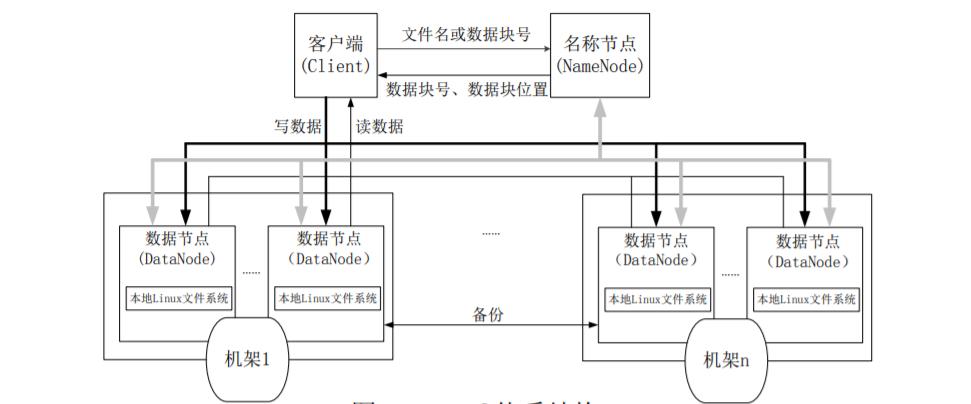 客户端
(Client)
文件名或数据块号
名称节点
(NameNode)
数据块号、数据块位置
写数据
读数据
数据节点
(DataNode)
......
本地Linux文件系统
数据节点
（DataNode）
本地Linux文件系统
......
数据节点
（DataNode）
......
本地Linux文件系统
数据节点
（DataNode）
本地Linux文件系统
备份
机架1
机架n